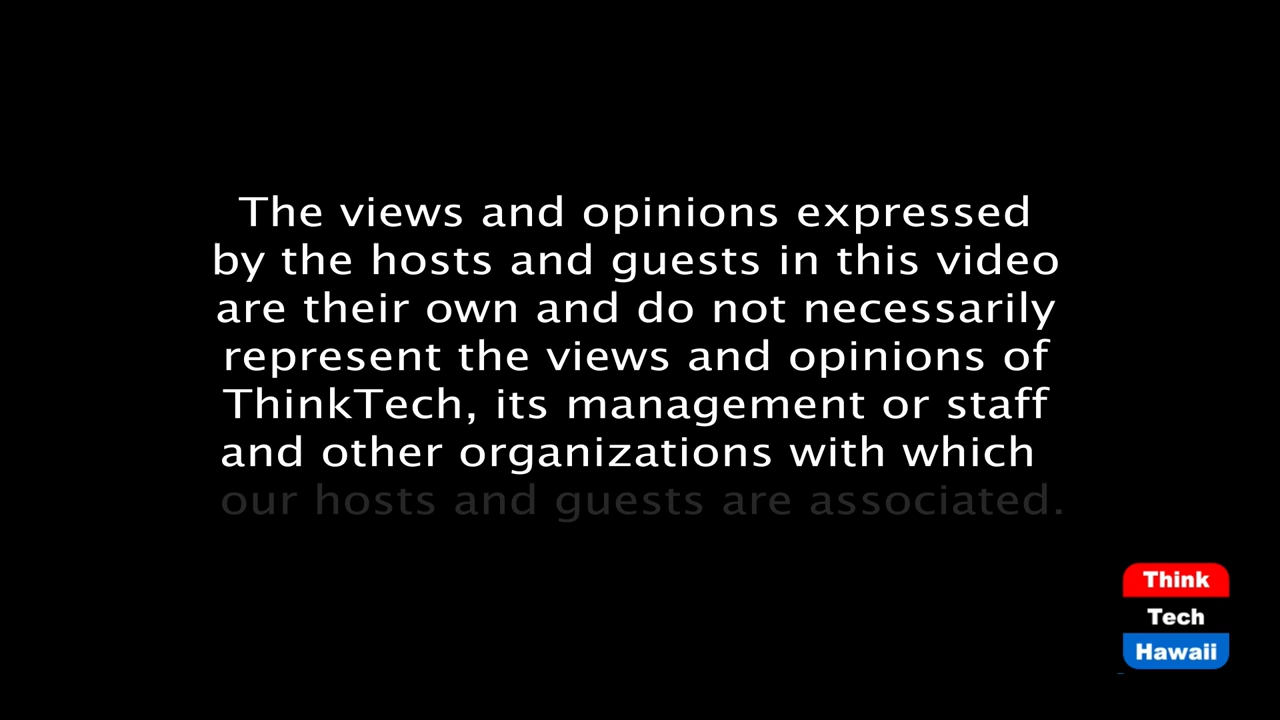 The views and opinions expressed
by the hosts and guests in this video
are their own and do not necessarily
represent the views and opinions of
ThinkTech, its management or staff
and other organizations with which
our hosts and guests are associated.
Think
Tech
Hawaii